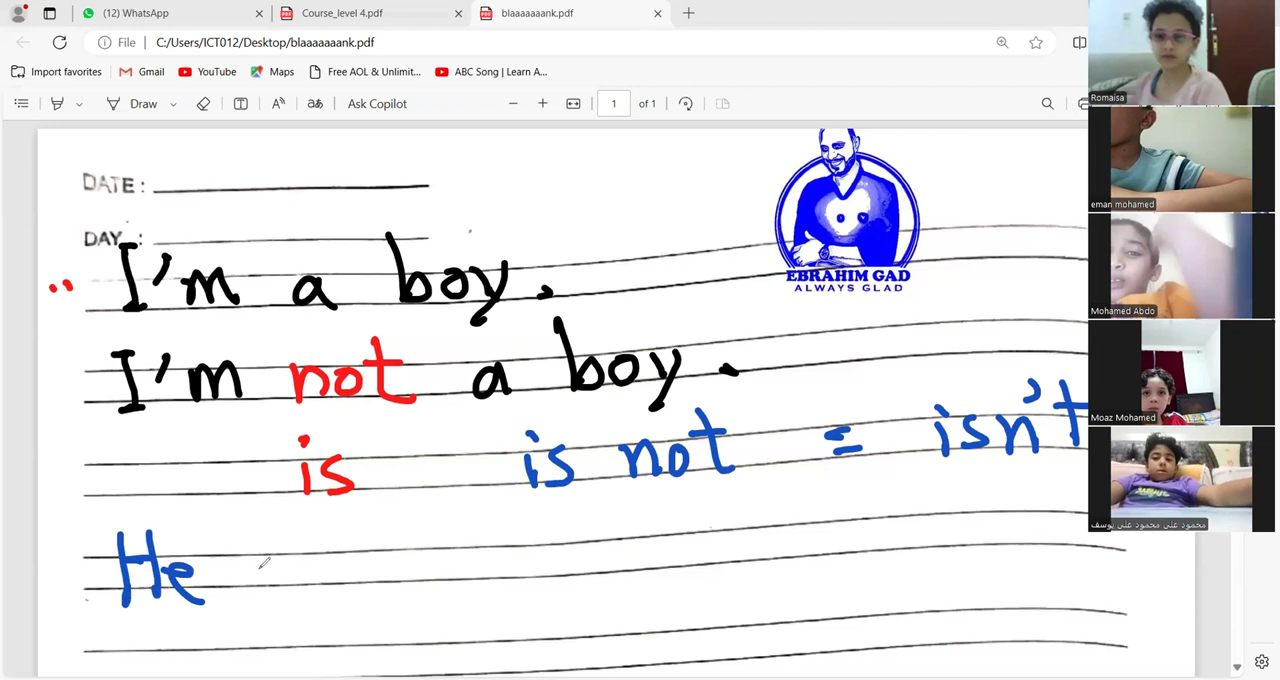 (12) WhatsApp
Course_level 4.pdf
blaaaaaaank.pdf
File
C:/Users/ICT012/Desktop/blaaaaaaank.pdf
Import favorites
Gmail
YouTube
Maps
Free AOL & Unlimit...
ABC Song | Learn A...
Draw
Ask Copilot
1 of 1
DATE :
DAY :
I'm a boy.
EBRAHIM GAD
ALWAYS GLAD
I'm not a boy.
is
is not = isn't
He
Romaisa
eman mohamed
Mohamed Abdo
Moaz Mohamed
محمود علي محمود علي يوسف